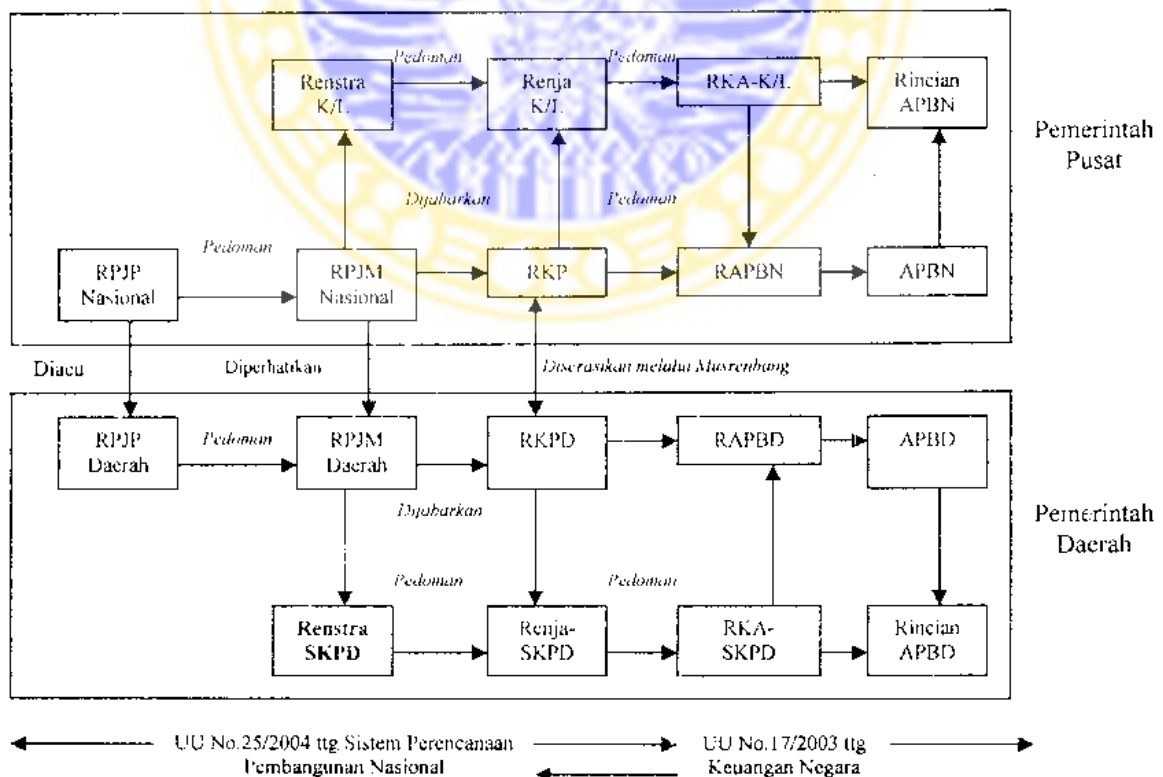 Pedoman
Pedoman
Renstra
K/L
Renja
K/L
RKA-K/L
Rincian
APBN
Pemerintah
Pusat
Dijabarkan
Pedoman
Pedoman
RPJP
Nasional
RPJM
Nasional
RKP
RAPBN
APBN
Diacu
Diperhatikan
Diserasikan melalui Musrenbang
RPJP
Daerah
Pedoman
RPJM
Daerah
RKPD
RAPBD
APBD
Dijabarkan
Pemerintah
Daerah
Pedoman
Pedoman
Renstra
SKPD
Renja-
SKPD
RKA-
SKPD
Rincian
APBD
UU No.25/2004 ttg Sistem Perencanaan
Pembangunan Nasional
UU No.17/2003 ttg
Keuangan Negara